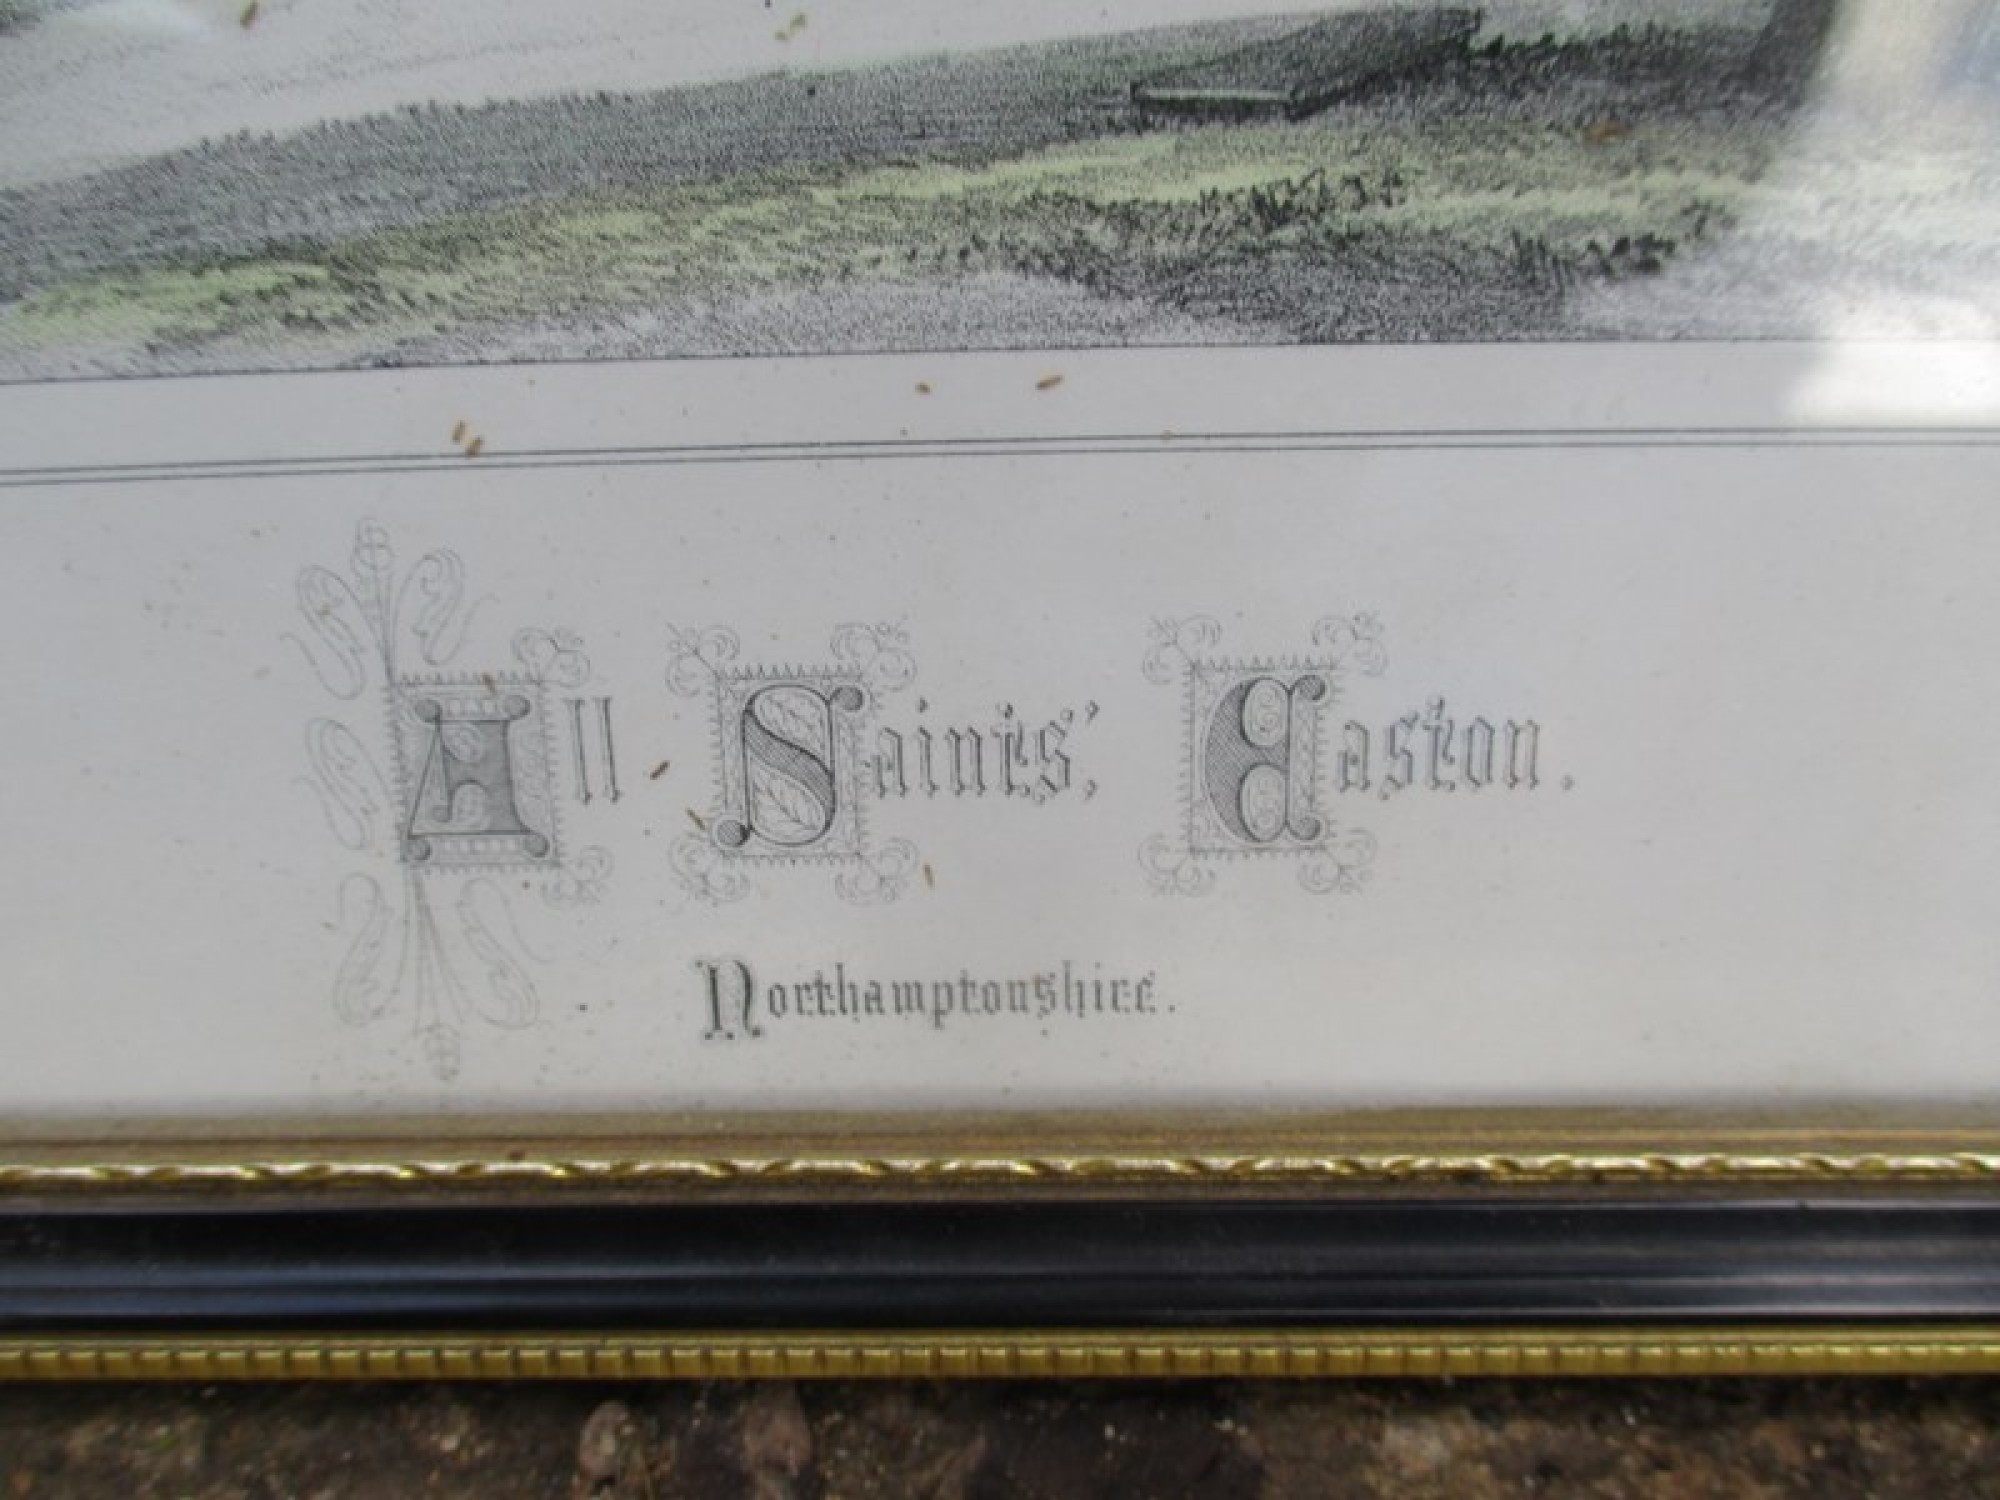 All Saints', Easton.
Northamptonshire.